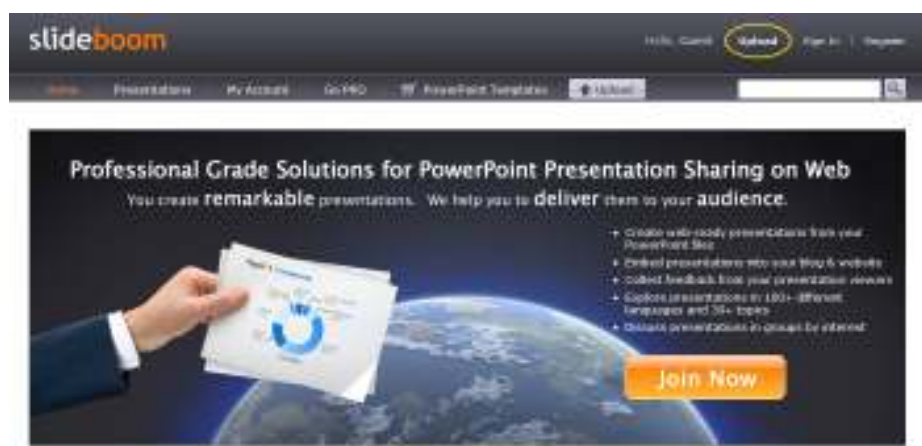 slideboom
Hello, Guest! Upload Sign In | Register
Home Presentations My Account Go PRO PowerPoint Templates Upload
Professional Grade Solutions for PowerPoint Presentation Sharing on Web
You create remarkable presentations. We help you to deliver them to your audience.
+ Create web-ready presentations from your
PowerPoint files
+ Embed presentations into your blog & website
+ Collect feedback from your presentation viewers
+ Explore presentations in 100+ different
languages and 30+ topics
+ Discuss presentations in groups by interest
Join Now